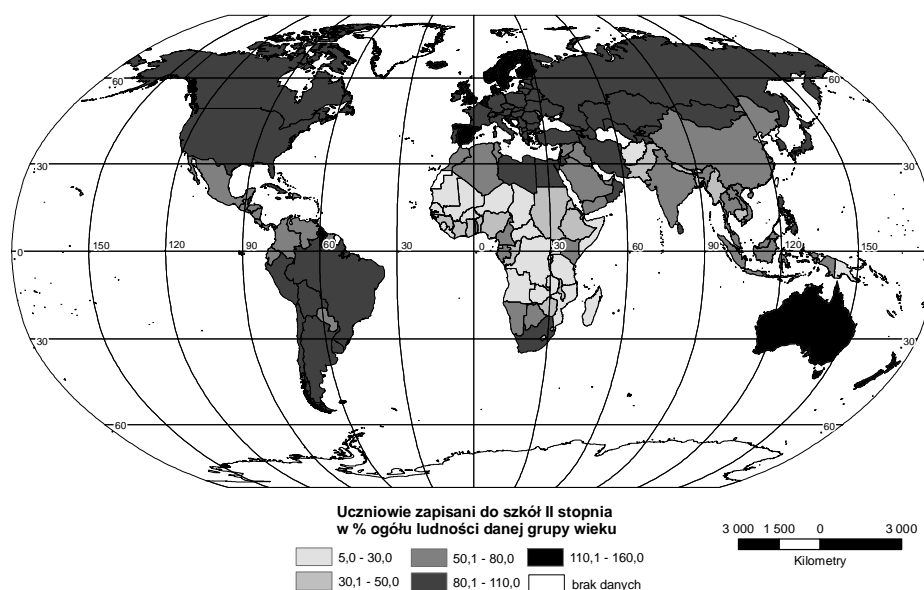 60 60
30 30
150 120 90 60 30 0 30 60 90 120 150
0 0
30 30
60 60
Uczniowie zapisani do szkół II stopnia
w % ogółu ludności danej grupy wieku
5,0 - 30,0 50,1 - 80,0 110,1 - 160,0
30,1 - 50,0 80,1 - 110,0 brak danych
3 000 1 500 0 3 000
Kilometry